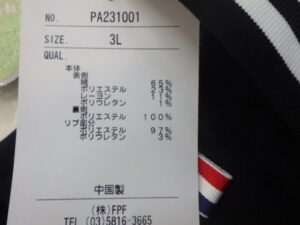 NO. PA231001
SIZE. 3L
QUAL.
本体
表側
綿 65%
ポリエステル 23%
レーヨン 11%
ポリウレタン 1%
裏側
ポリエステル 100%
リブ部分
ポリエステル 97%
ポリウレタン 3%
中国製
(株)FPF
TEL (03)5816-3665